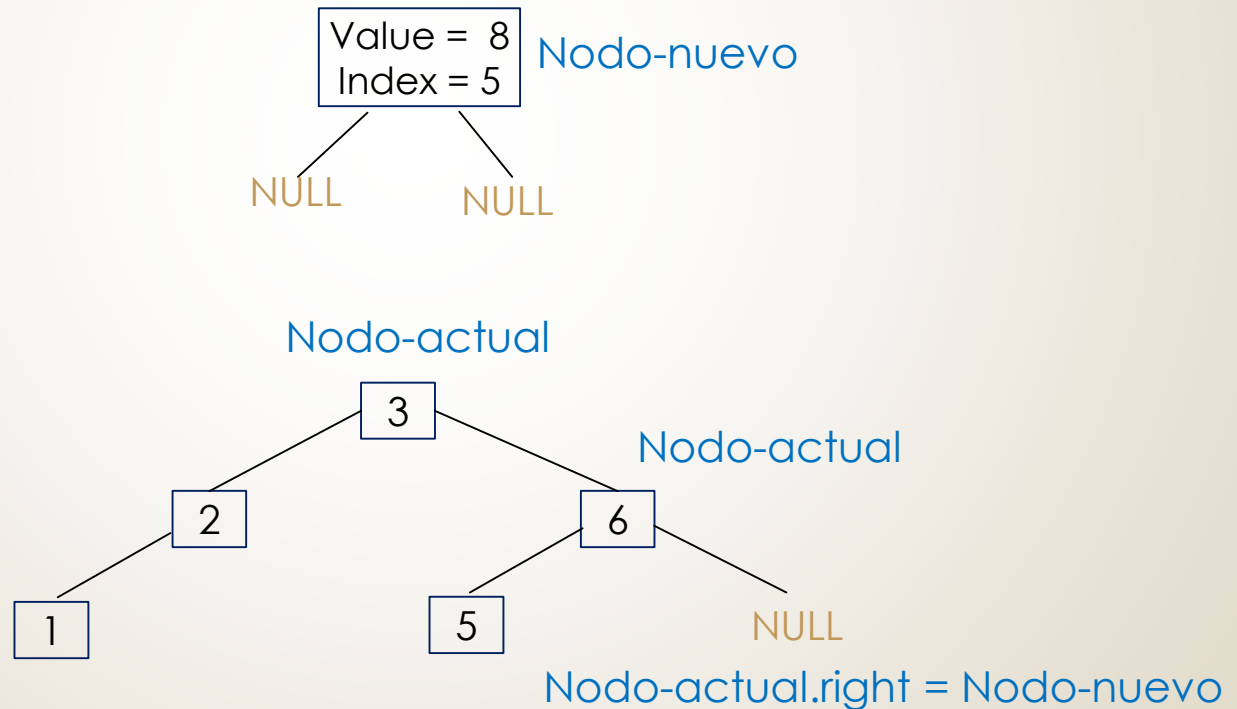 Value = 8
Index = 5
Nodo-nuevo
NULL
NULL
Nodo-actual
3
Nodo-actual
2
6
1
5
NULL
Nodo-actual.right = Nodo-nuevo